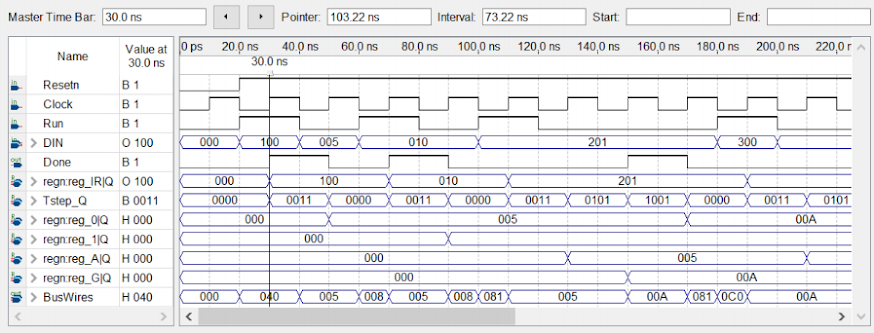 Master Time Bar: 30.0 ns Pointer: 103.22 ns Interval: 73.22 ns Start: End:
Name Value at 30.0 ns 0 ps 20.0 ns 40.0 ns 60.0 ns 80.0 ns 100.0 ns 120.0 ns 140.0 ns 160.0 ns 180.0 ns 200.0 ns 220.0 ns
30.0 ns
Resetn B 1
Clock B 1
Run B 1
DIN O 100 000 100 005 010 201 300
Done B 1
regn:reg_IR|Q O 100 000 100 010 201
Tstep_Q B 0011 0000 0011 0000 0011 0000 0011 0101 1001 0000 0011 0101
regn:reg_0|Q H 000 000 005 00A
regn:reg_1|Q H 000 000
regn:reg_A|Q H 000 000 005
regn:reg_G|Q H 000 000 00A
BusWires H 040 000 040 005 008 005 008 081 005 00A 081 0C0 00A